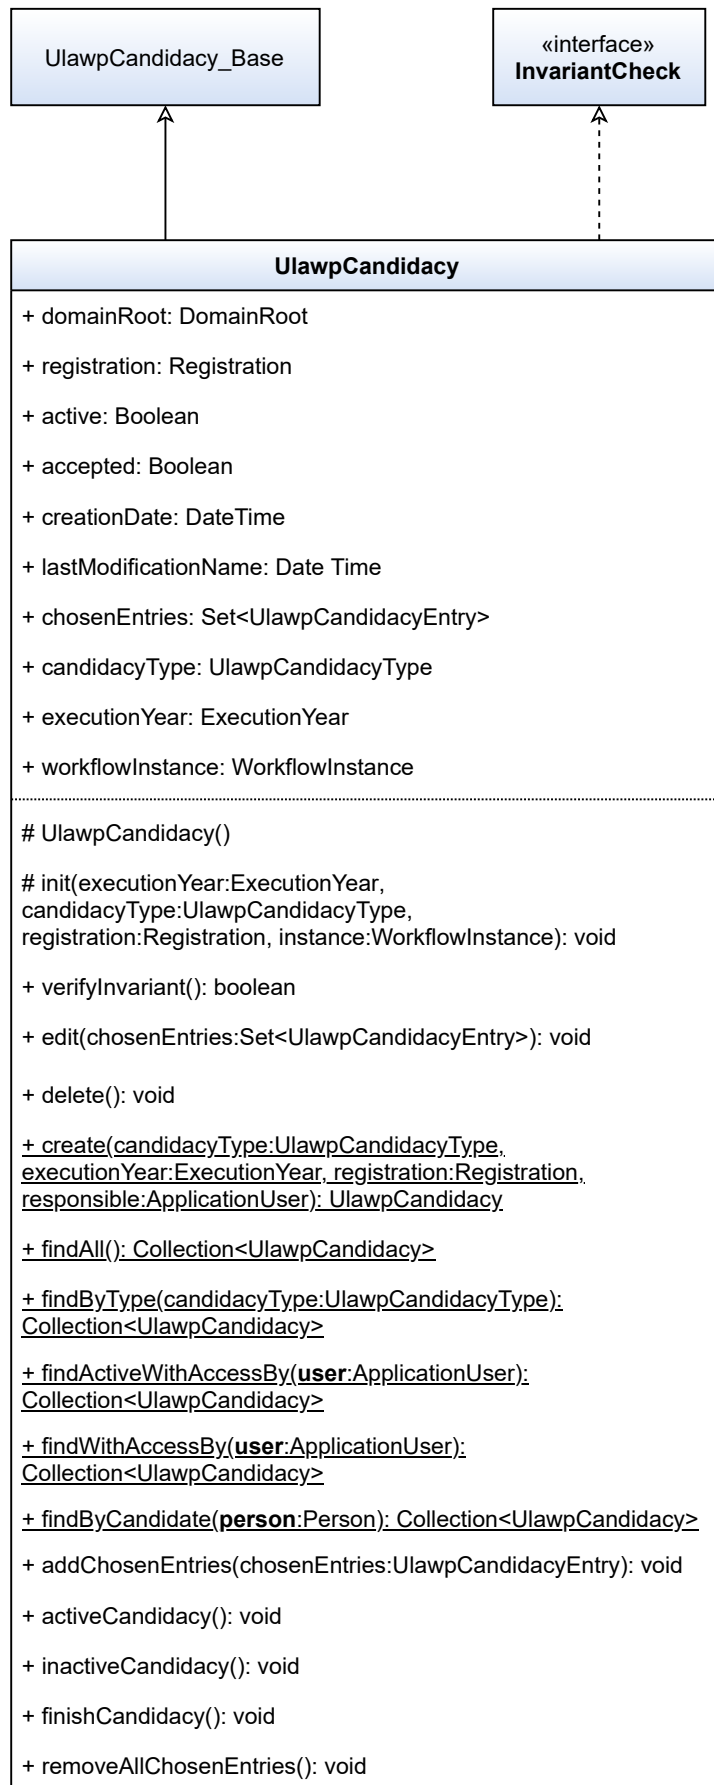 UlawpCandidacy_Base
«interface»
InvariantCheck
UlawpCandidacy
+ domainRoot: DomainRoot
+ registration: Registration
+ active: Boolean
+ accepted: Boolean
+ creationDate: DateTime
+ lastModificationName: Date Time
+ chosenEntries: Set<UlawpCandidacyEntry>
+ candidacyType: UlawpCandidacyType
+ executionYear: ExecutionYear
+ workflowInstance: WorkflowInstance
# UlawpCandidacy()
# init(executionYear:ExecutionYear,
candidacyType:UlawpCandidacyType,
registration:Registration, instance:WorkflowInstance): void
+ verifyInvariant(): boolean
+ edit(chosenEntries:Set<UlawpCandidacyEntry>): void
+ delete(): void
+ create(candidacyType:UlawpCandidacyType,
executionYear:ExecutionYear, registration:Registration,
responsible:ApplicationUser): UlawpCandidacy
+ findAll(): Collection<UlawpCandidacy>
+ findByType(candidacyType:UlawpCandidacyType):
Collection<UlawpCandidacy>
+ findActiveWithAccessBy(user:ApplicationUser):
Collection<UlawpCandidacy>
+ findWithAccessBy(user:ApplicationUser):
Collection<UlawpCandidacy>
+ findByCandidate(person:Person): Collection<UlawpCandidacy>
+ addChosenEntries(chosenEntries:UlawpCandidacyEntry): void
+ activeCandidacy(): void
+ inactiveCandidacy(): void
+ finishCandidacy(): void
+ removeAllChosenEntries(): void